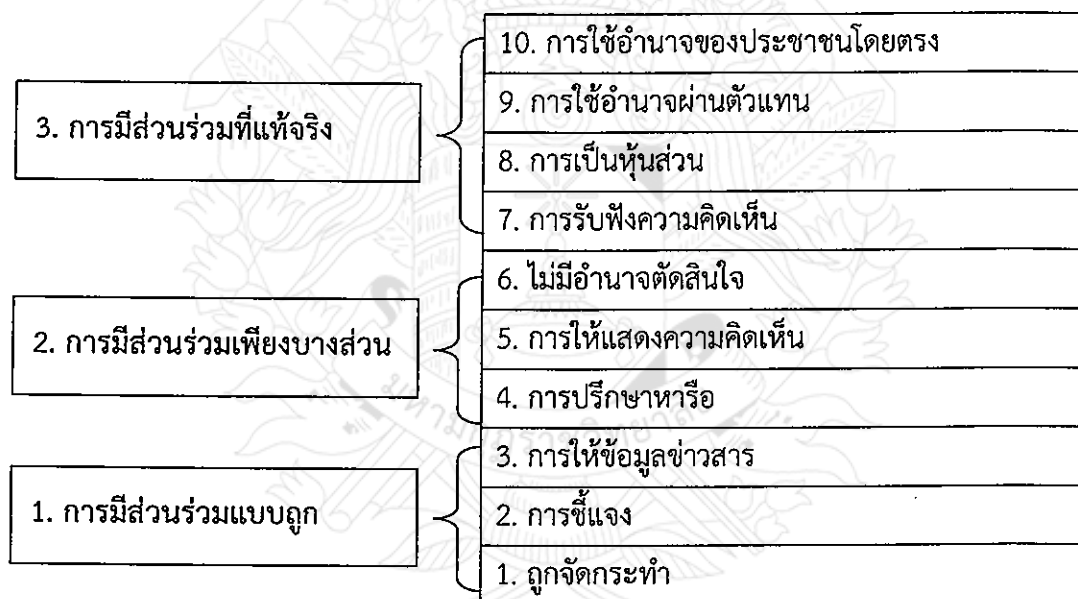 10. การใช้อำนาจของประชาชนโดยตรง
9. การใช้อำนาจผ่านตัวแทน
3. การมีส่วนร่วมที่แท้จริง
8. การเป็นหุ้นส่วน
7. การรับฟังความคิดเห็น
6. ไม่มีอำนาจตัดสินใจ
2. การมีส่วนร่วมเพียงบางส่วน
5. การให้แสดงความคิดเห็น
4. การปรึกษาหารือ
3. การให้ข้อมูลข่าวสาร
1. การมีส่วนร่วมแบบถูก
2. การชี้แจง
1. ถูกจัดกระทำ